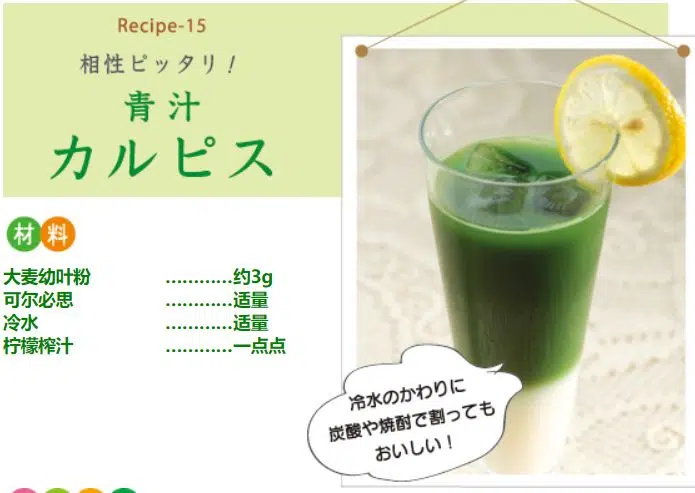 Recipe-15
相性ピッタリ！
青汁
カルピス
材料
大麦幼叶粉…………约3g
可尔必思…………适量
冷水…………适量
柠檬榨汁…………一点点
冷水のかわりに
炭酸や焼酎で割っても
おいしい！